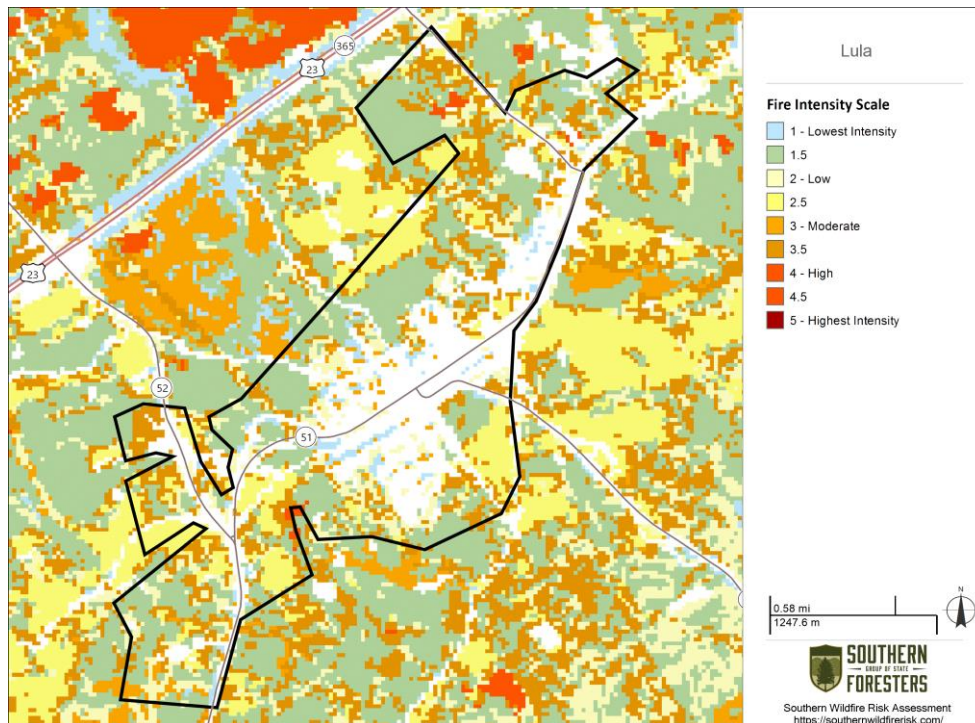 Lula
Fire Intensity Scale
1 - Lowest Intensity
1.5
2 - Low
2.5
3 - Moderate
3.5
4 - High
4.5
5 - Highest Intensity
365
23
23
52
51
0.58 mi
1247.6 m
N
SOUTHERN
GROUP OF STATE
FORESTERS
Southern Wildfire Risk Assessment
https://southernwildfirerisk.com/